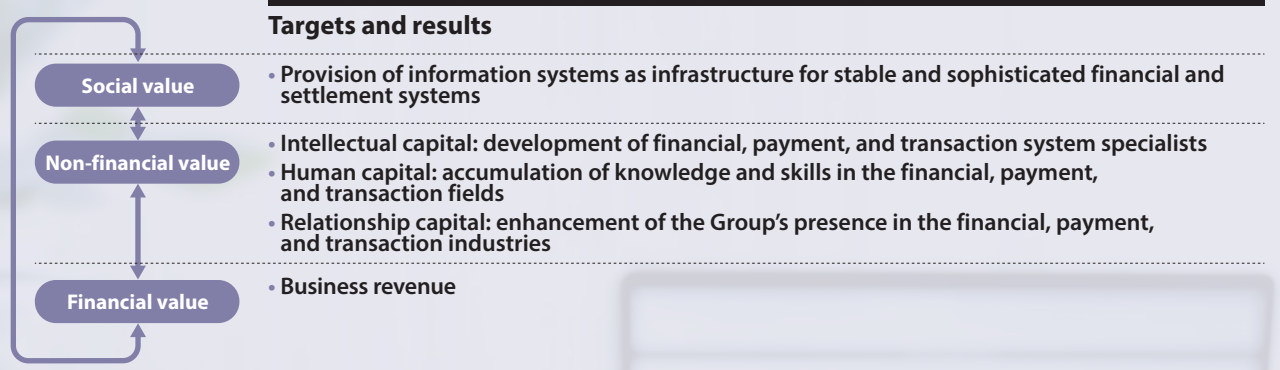 Targets and results
Social value
• Provision of information systems as infrastructure for stable and sophisticated financial and
settlement systems
Non-financial value
• Intellectual capital: development of financial, payment, and transaction system specialists
• Human capital: accumulation of knowledge and skills in the financial, payment,
and transaction fields
• Relationship capital: enhancement of the Group’s presence in the financial, payment,
and transaction industries
Financial value
• Business revenue